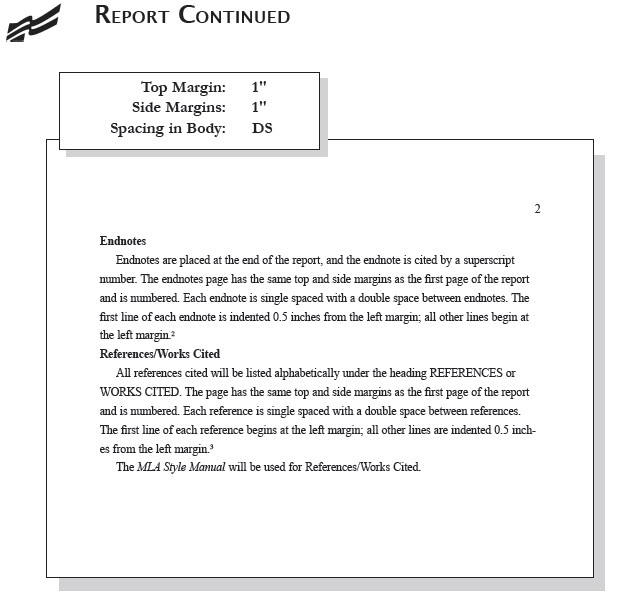 REPORT CONTINUED
Top Margin: 1"
Side Margins: 1"
Spacing in Body: DS
2
Endnotes
Endnotes are placed at the end of the report, and the endnote is cited by a superscript
number. The endnotes page has the same top and side margins as the first page of the report
and is numbered. Each endnote is single spaced with a double space between endnotes. The
first line of each endnote is indented 0.5 inches from the left margin; all other lines begin at
the left margin.²
References/Works Cited
All references cited will be listed alphabetically under the heading REFERENCES or
WORKS CITED. The page has the same top and side margins as the first page of the report
and is numbered. Each reference is single spaced with a double space between references.
The first line of each reference begins at the left margin; all other lines are indented 0.5 inch-
es from the left margin.³
The MLA Style Manual will be used for References/Works Cited.